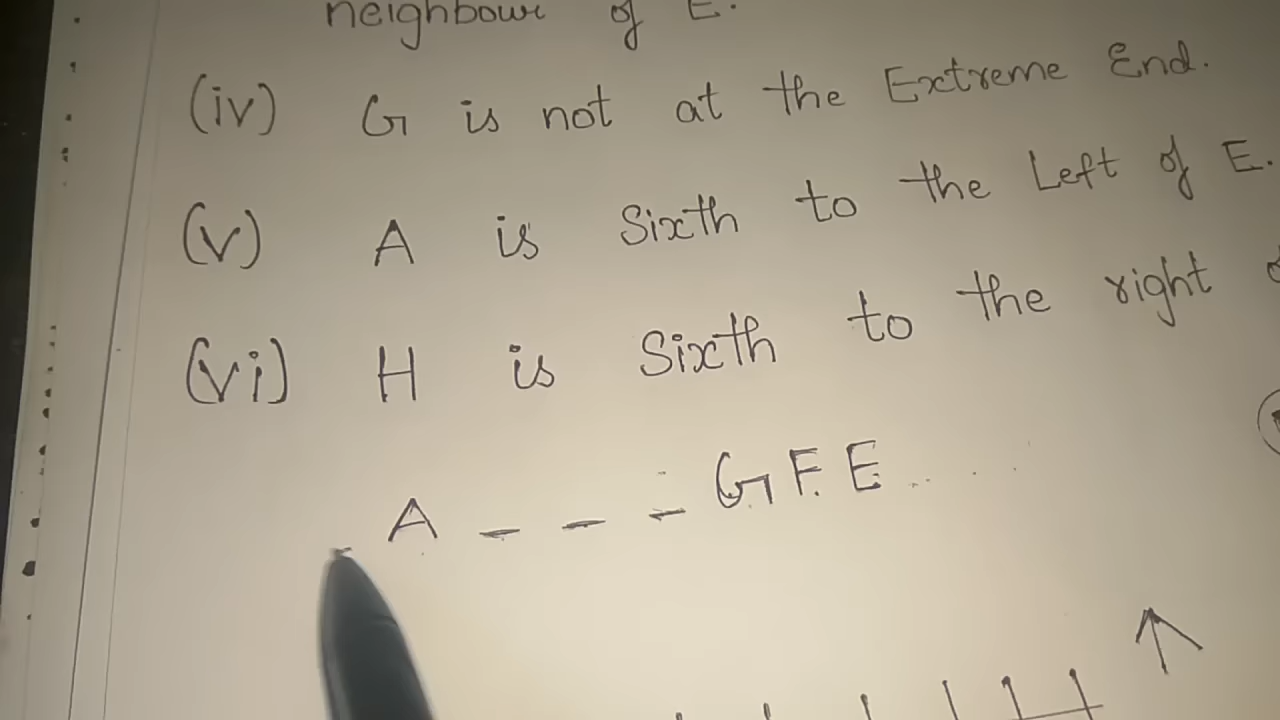 neighbour of E.
(iv) G is not at the Extreme End.
(v) A is Sixth to the Left of E.
(vi) H is Sixth to the right
A _ _ _ G F E